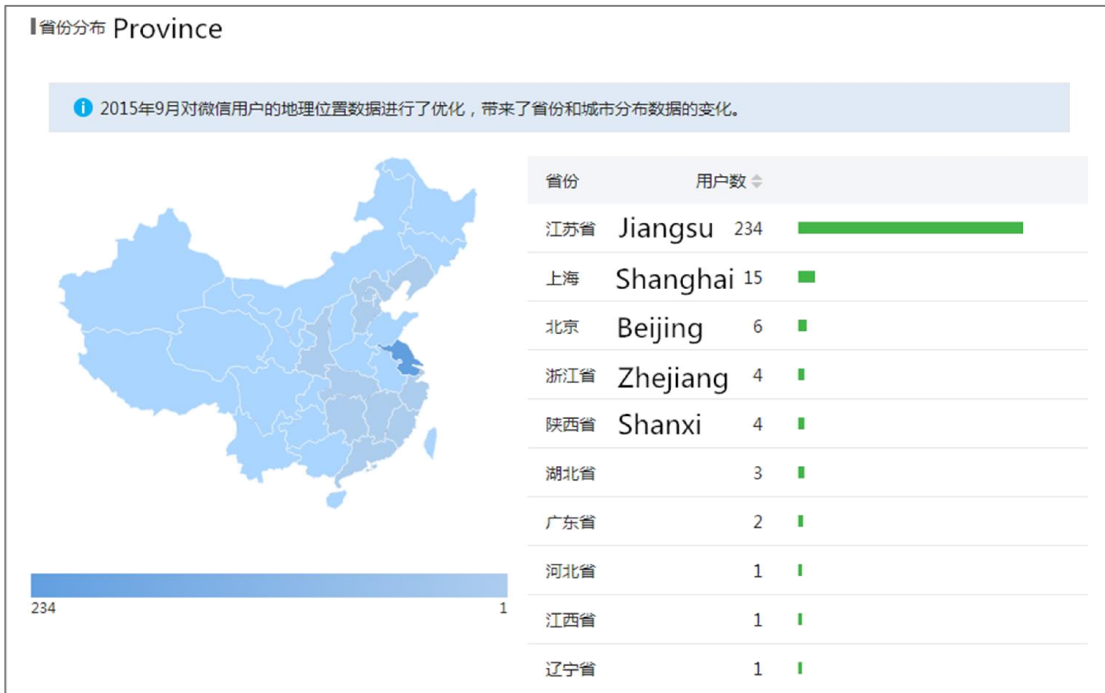 省份分布 Province
2015年9月对微信用户的地理位置数据进行了优化，带来了省份和城市分布数据的变化。
省份 用户数
江苏省 Jiangsu 234
上海 Shanghai 15
北京 Beijing 6
浙江省 Zhejiang 4
陕西省 Shanxi 4
湖北省 3
广东省 2
河北省 1
江西省 1
辽宁省 1
234 1